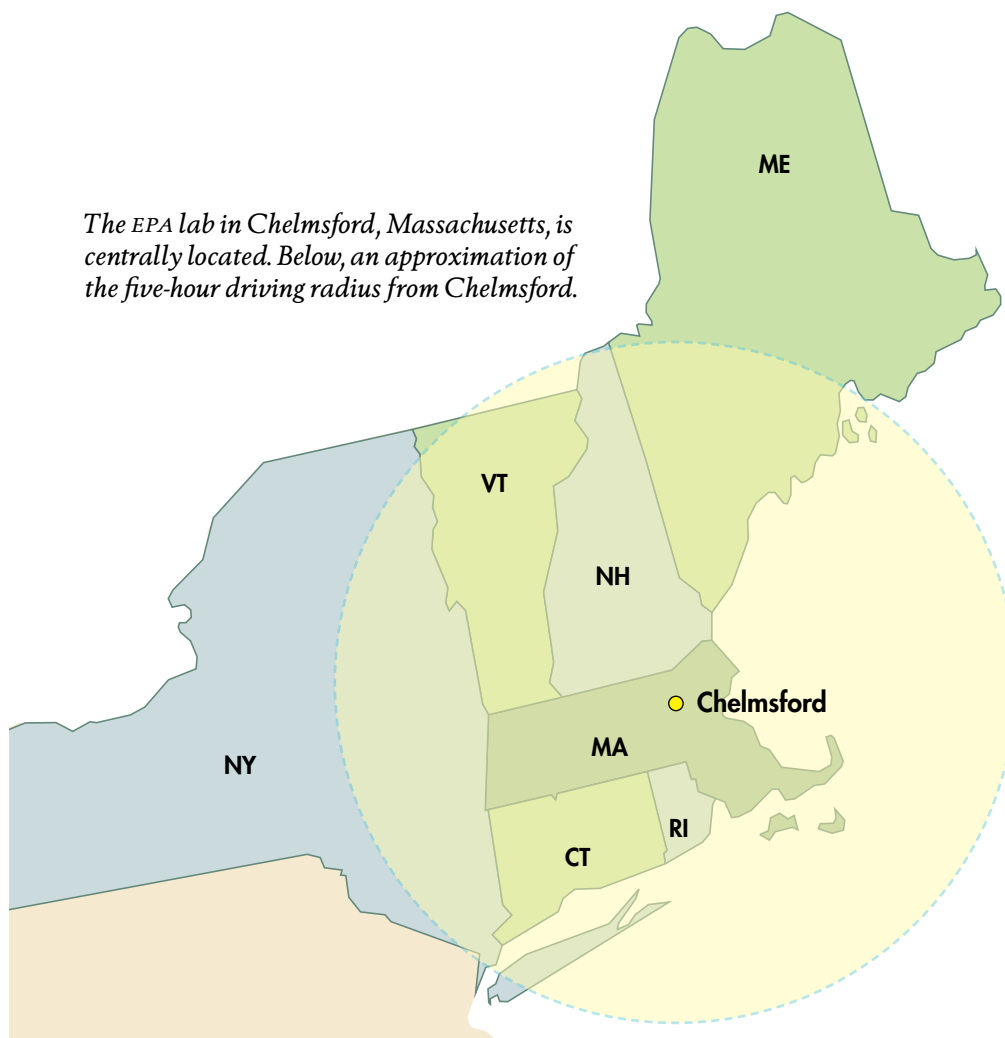 ME
The EPA lab in Chelmsford, Massachusetts, is
centrally located. Below, an approximation of
the five-hour driving radius from Chelmsford.
VT
NH
Chelmsford
MA
NY
RI
CT